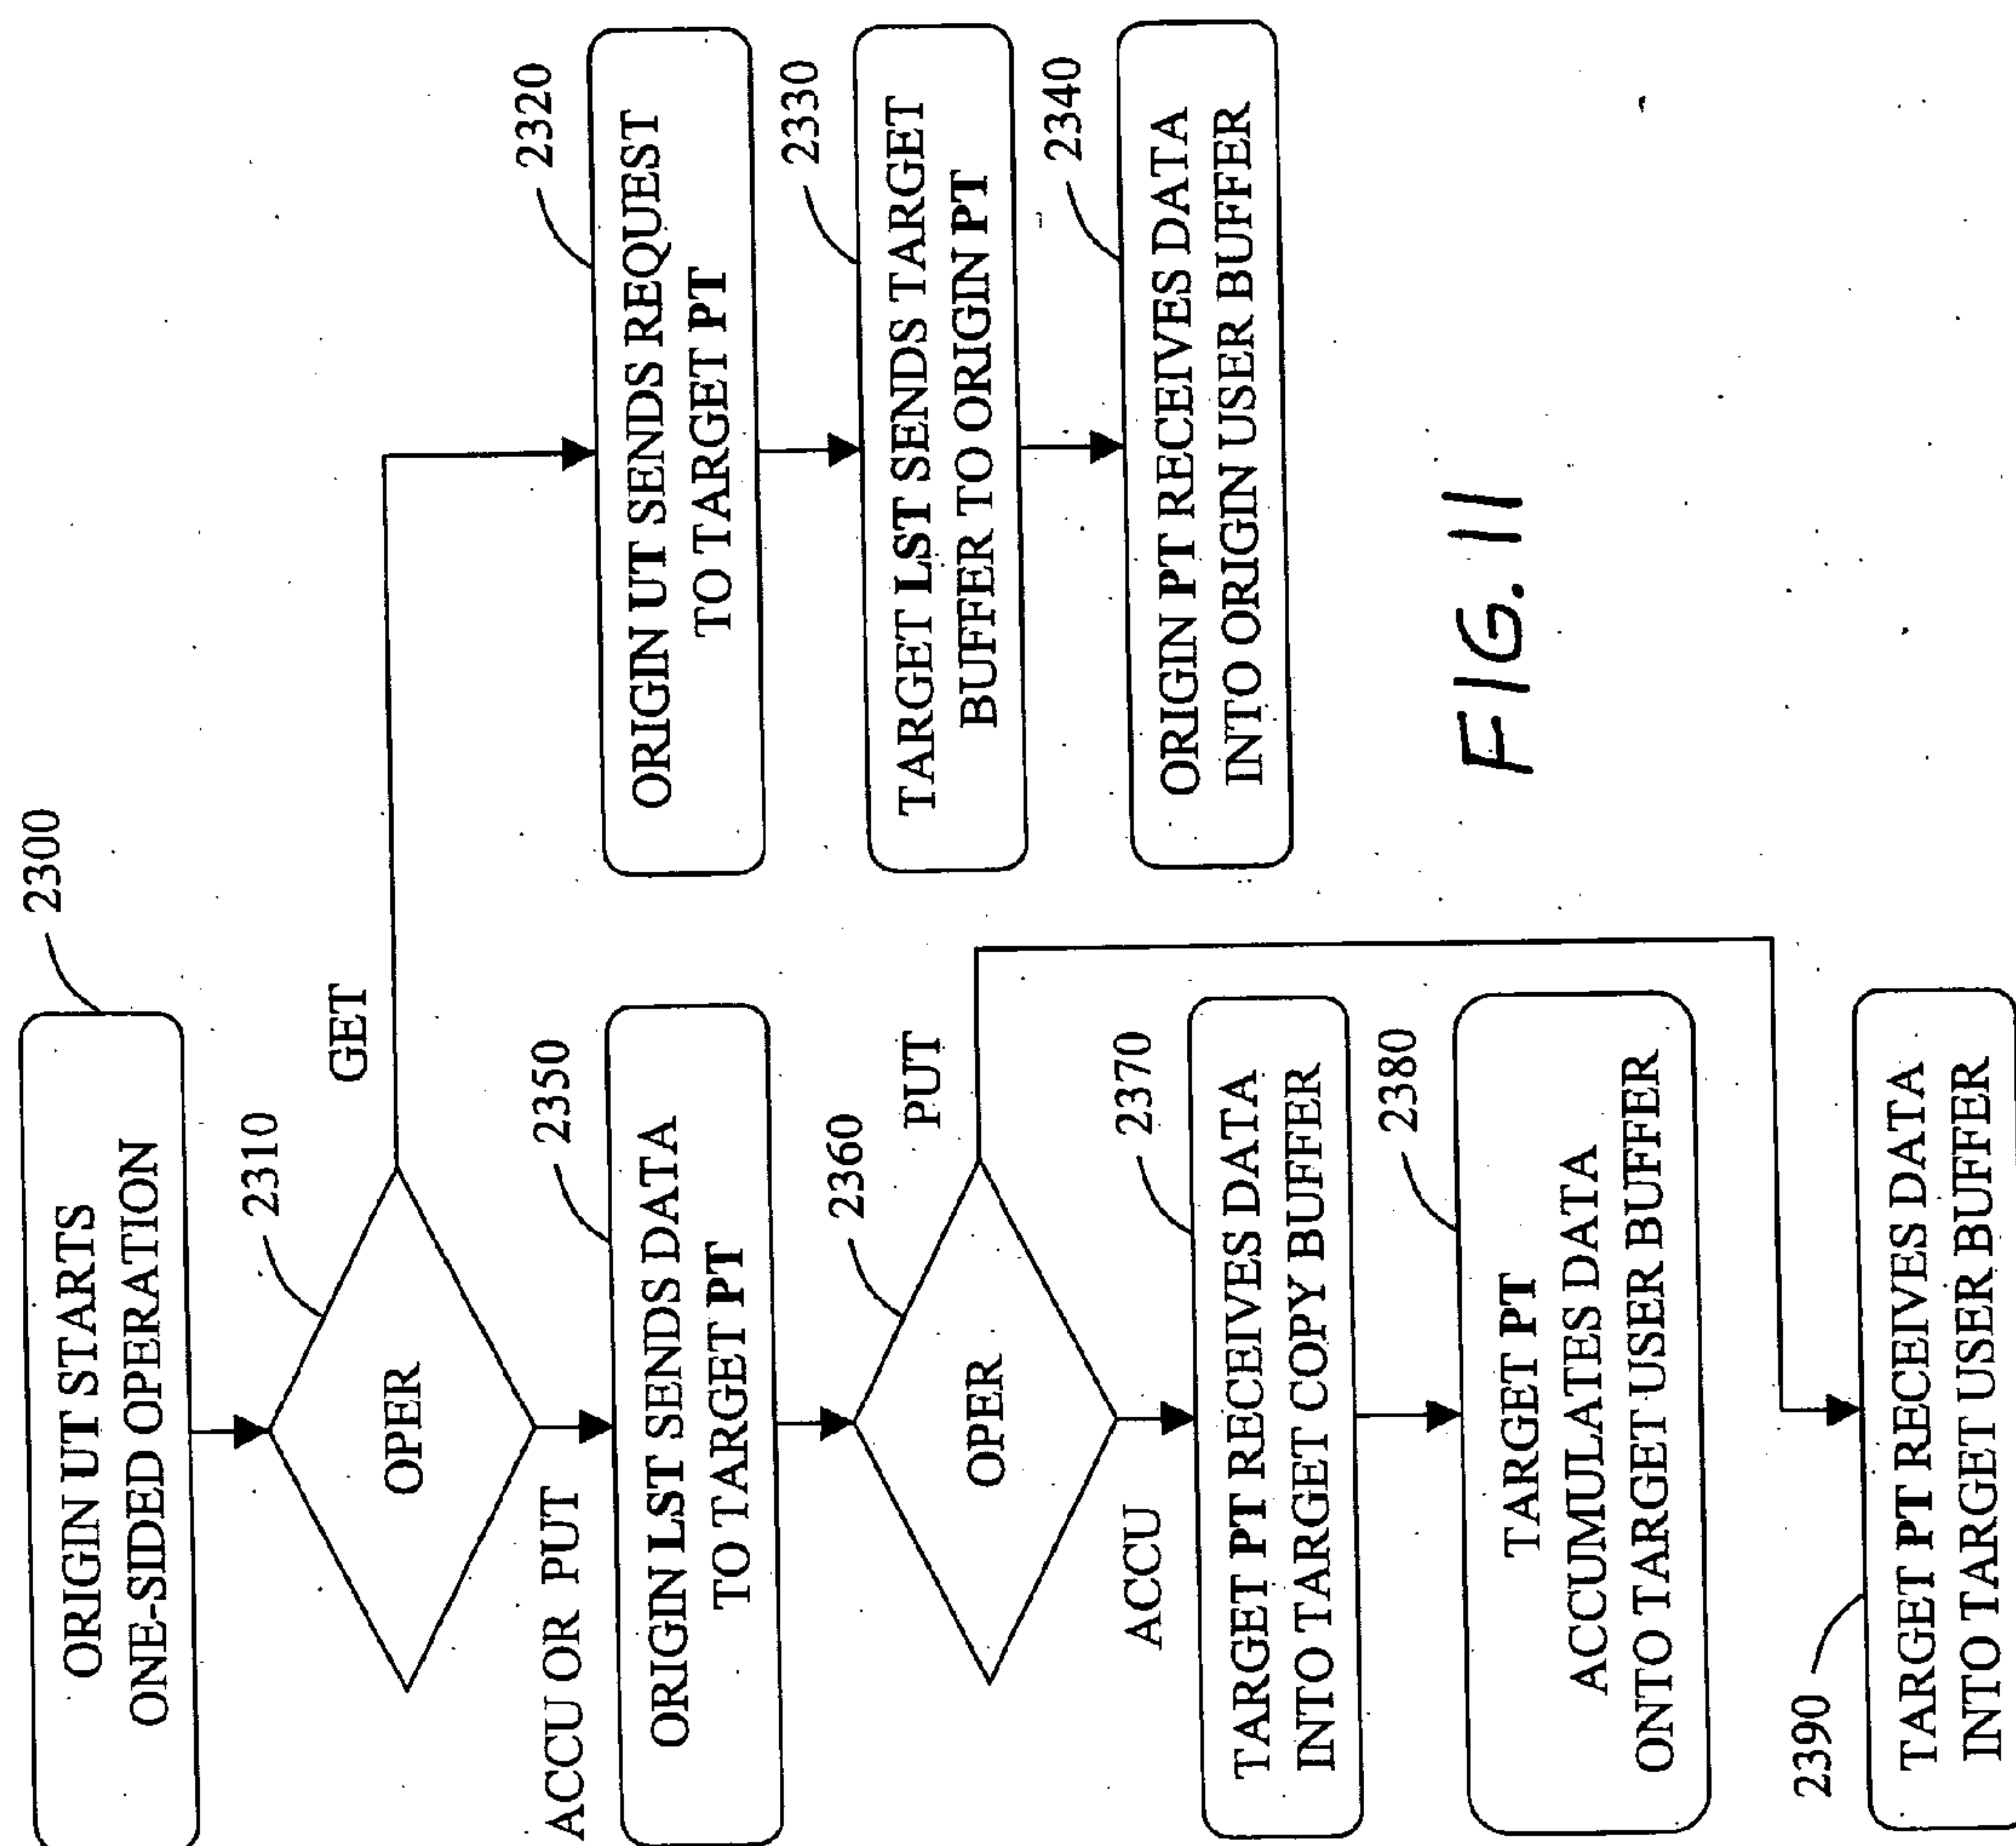 2300
ORIGIN UT STARTS
ONE-SIDED OPERATION
2310
OPER
GET
2320
ORIGIN UT SENDS REQUEST
TO TARGET PT
2330
TARGET LST SENDS TARGET
BUFFER TO ORIGIN PT
2340
ORIGIN PT RECEIVES DATA
INTO ORIGIN USER BUFFER
ACCU OR PUT
2350
ORIGIN LST SENDS DATA
TO TARGET PT
2360
OPER
PUT
ACCU
2370
TARGET PT RECEIVES DATA
INTO TARGET COPY BUFFER
2380
TARGET PT
ACCUMULATES DATA
ONTO TARGET USER BUFFER
2390
TARGET PT RECEIVES DATA
INTO TARGET USER BUFFER
FIG. 11